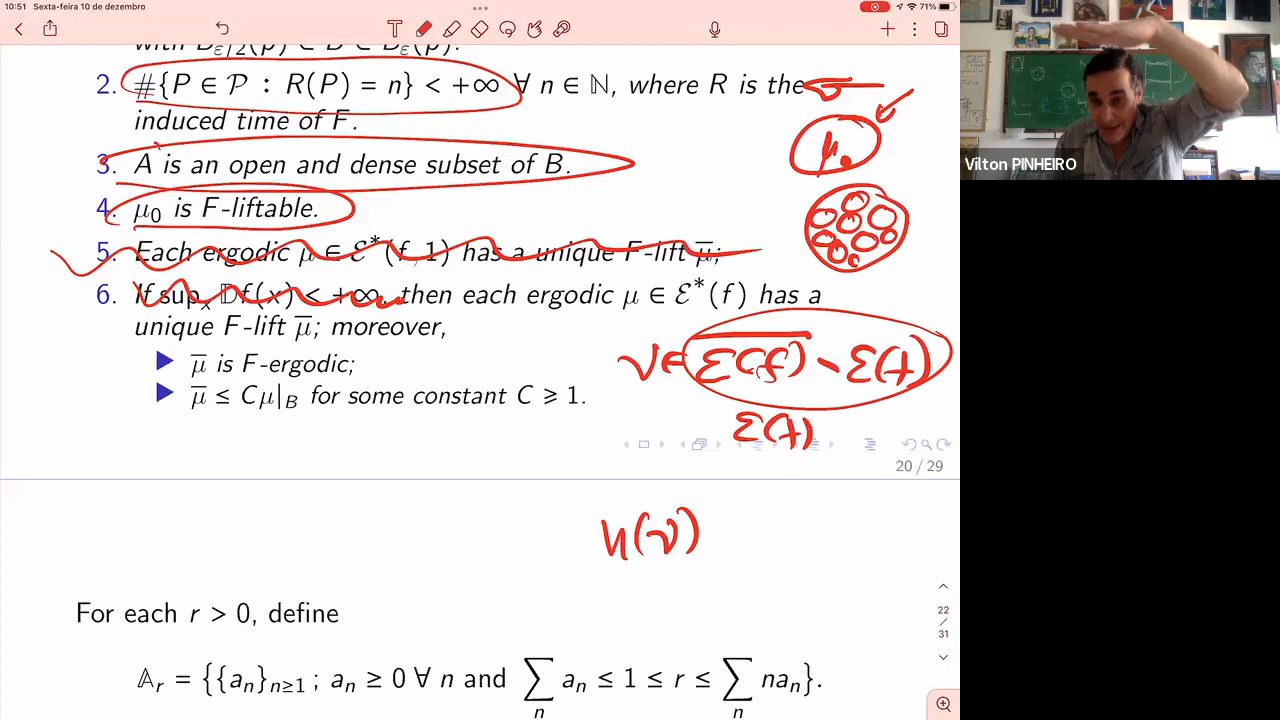 10:51 Sexta-feira 10 de dezembro
71%
with B_{ε/2}(p) ⊂ B ⊂ B_ε(p).
2. #{P ∈ 𝒫 : R(P) = n} < +∞ ∀ n ∈ ℕ, where R is the
induced time of F.
3. A is an open and dense subset of B.
4. μ₀ is F-liftable.
5. Each ergodic μ ∈ ℰ*(f, 1) has a unique F-lift μ̅;
6. If sup_x 𝔻f(x) < +∞, then each ergodic μ ∈ ℰ*(f) has a
unique F-lift μ̅; moreover,
▶ μ̅ is F-ergodic;
▶ μ̅ ≤ Cμ|_B for some constant C ⩾ 1.
ℰ(f) \ ℰ(f)
ℰ(f)
20 / 29
h(ν)
For each r > 0, define
𝔸_r = {{a_n}_{n≥1} ; a_n ≥ 0 ∀ n and ∑_n a_n ≤ 1 ≤ r ≤ ∑_n na_n}.
22
/
31
Vilton PINHEIRO